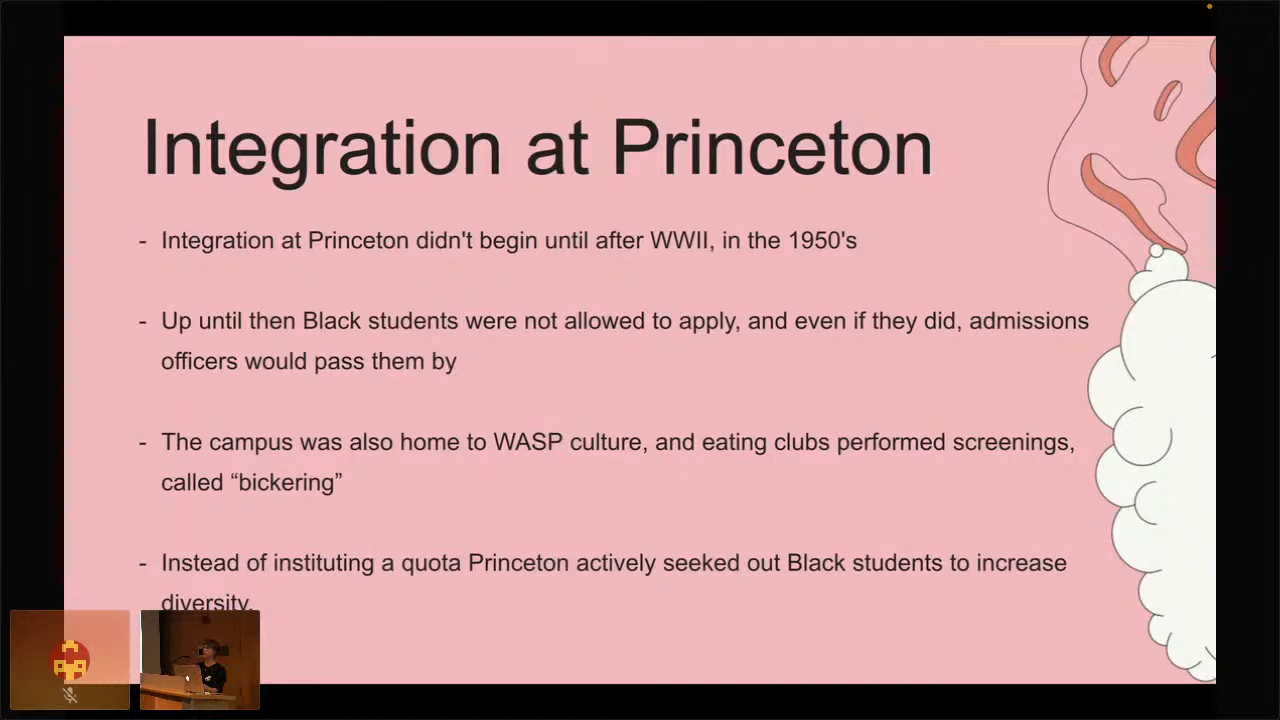 Integration at Princeton
- Integration at Princeton didn't begin until after WWII, in the 1950's
- Up until then Black students were not allowed to apply, and even if they did, admissions
officers would pass them by
- The campus was also home to WASP culture, and eating clubs performed screenings,
called “bickering”
- Instead of instituting a quota Princeton actively seeked out Black students to increase
diversity.